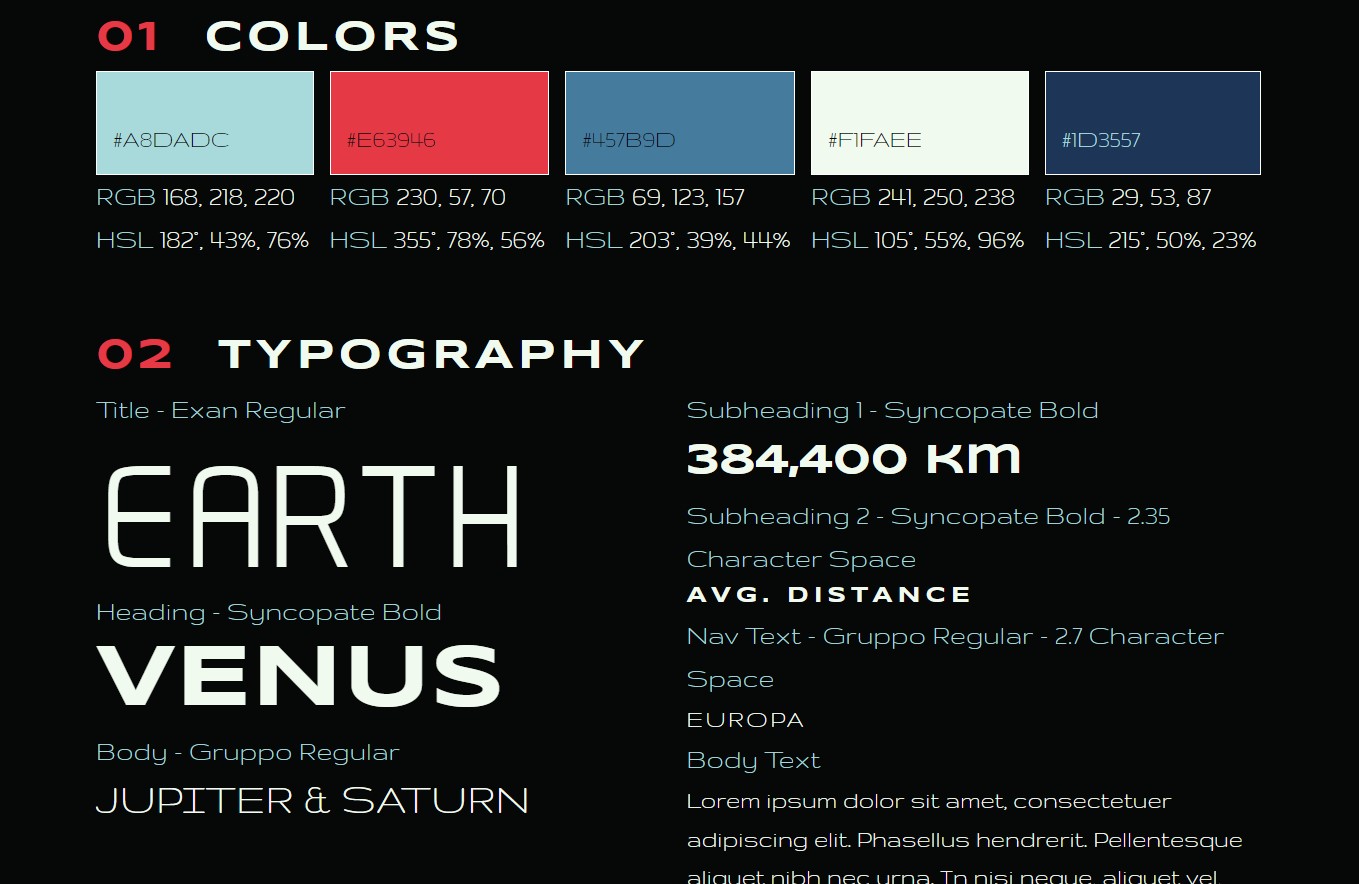 01 COLORS
#A8DADC #E63946 #457B9D #F1FAEE #1D3557
RGB 168, 218, 220 RGB 230, 57, 70 RGB 69, 123, 157 RGB 241, 250, 238 RGB 29, 53, 87
HSL 182°, 43%, 76% HSL 355°, 78%, 56% HSL 203°, 39%, 44% HSL 105°, 55%, 96% HSL 215°, 50%, 23%
02 TYPOGRAPHY
Title - Exan Regular
EARTH
Heading - Syncopate Bold
VENUS
Body - Gruppo Regular
JUPITER & SATURN
Subheading 1 - Syncopate Bold
384,400 Km
Subheading 2 - Syncopate Bold - 2.35
Character Space
AVG. DISTANCE
Nav Text - Gruppo Regular - 2.7 Character
Space
EUROPA
Body Text
Lorem ipsum dolor sit amet, consectetuer
adipiscing elit. Phasellus hendrerit. Pellentesque
aliquet nibh nec urna. In nisi neque, aliquet vel,